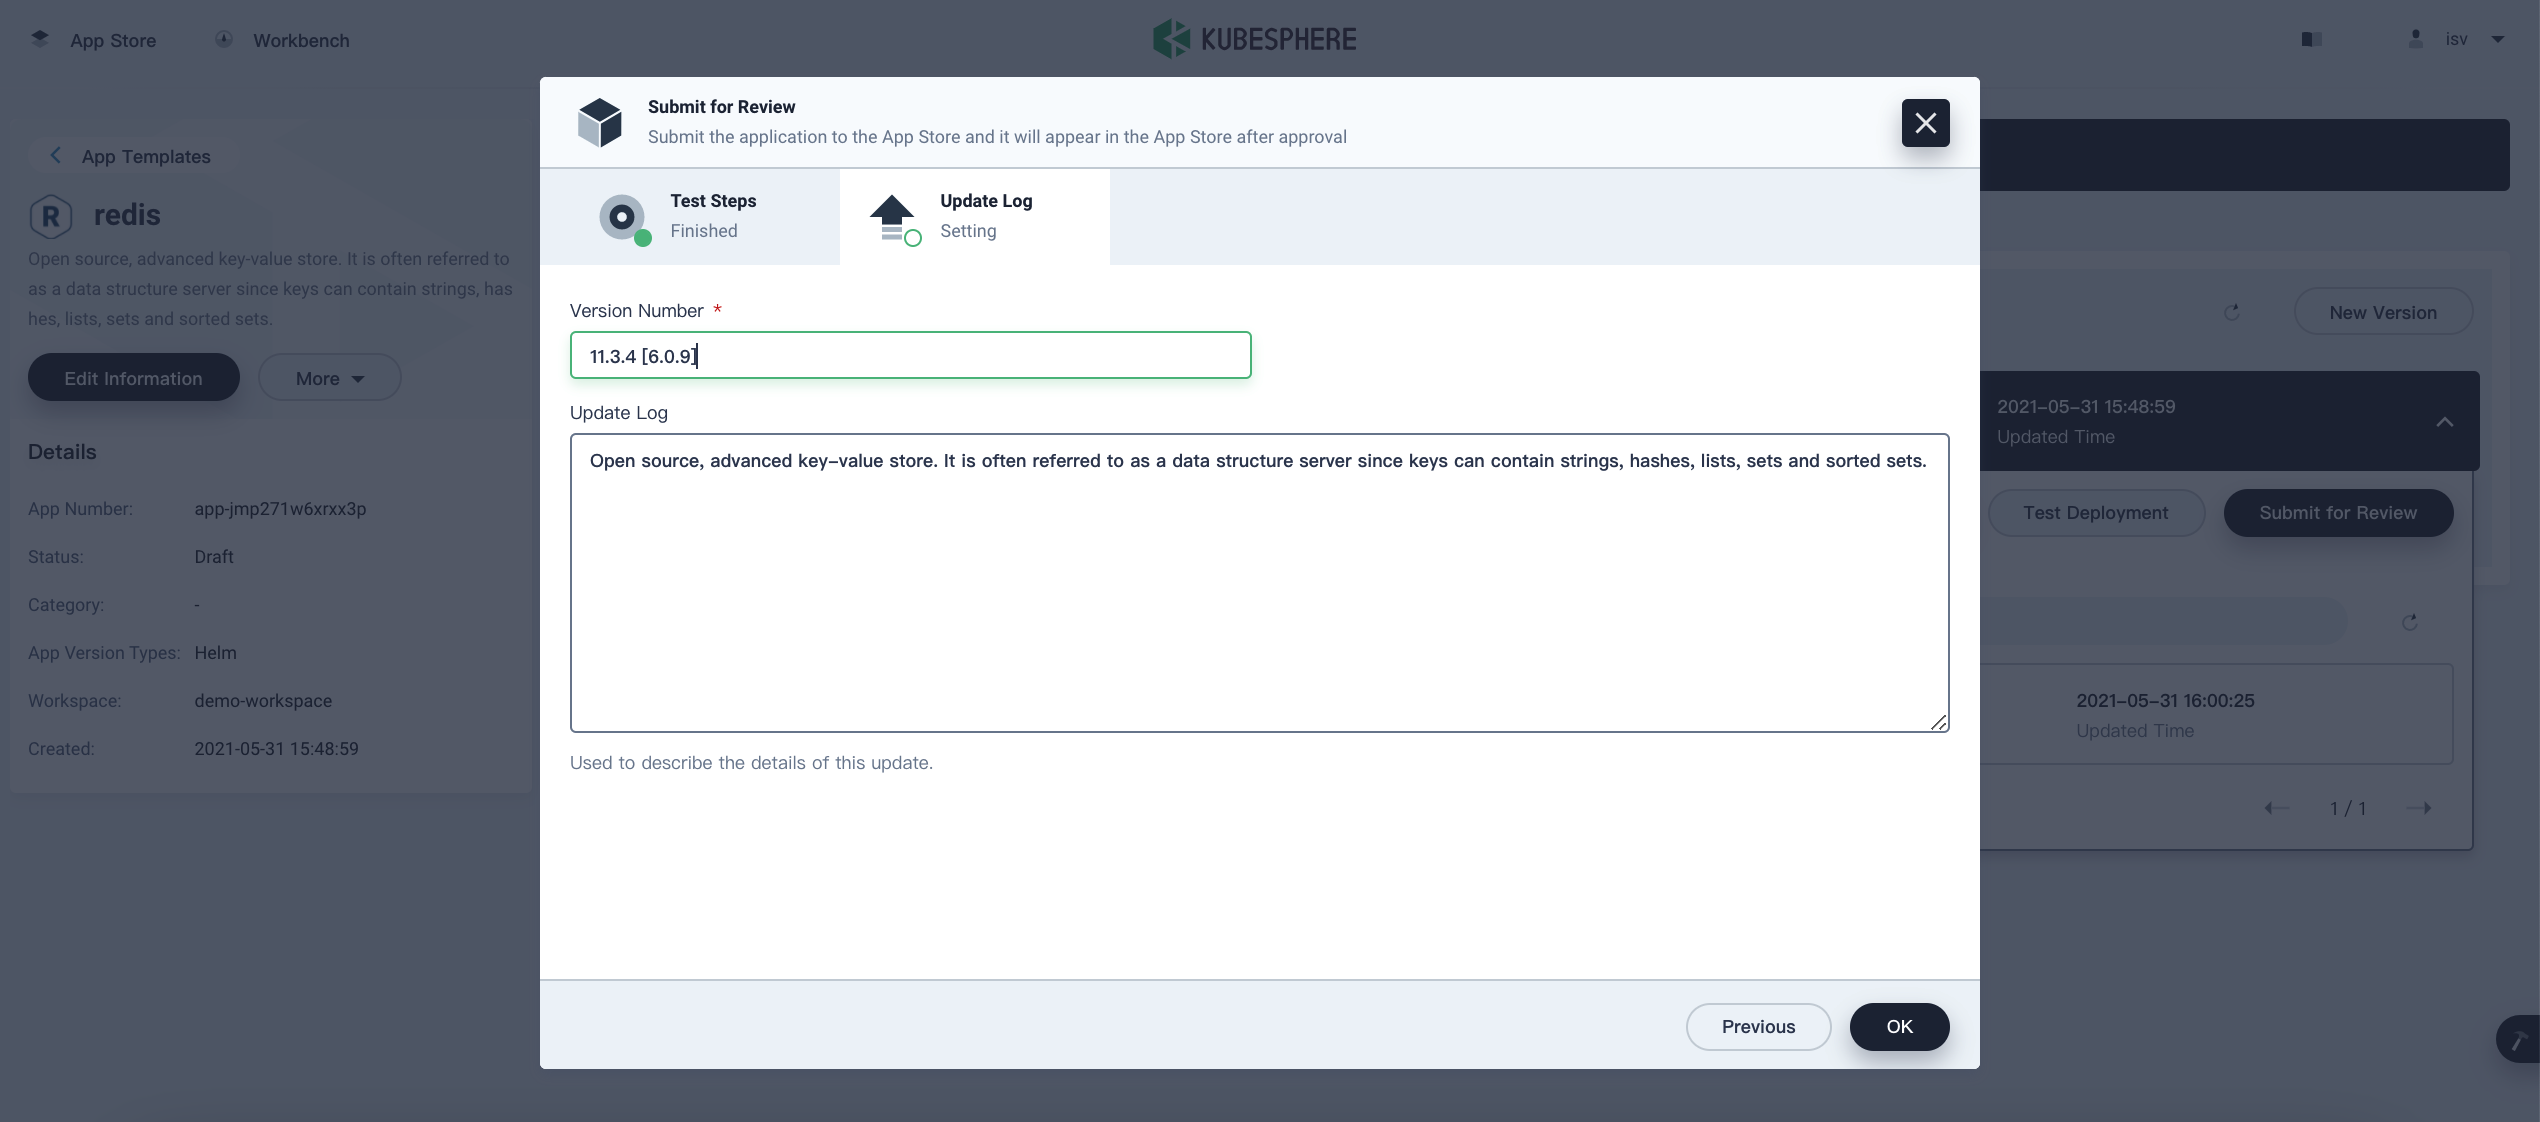 App Store
Workbench
KUBESPHERE
isv
App Templates
R redis
Open source, advanced key-value store. It is often referred to
as a data structure server since keys can contain strings, has
hes, lists, sets and sorted sets.
Edit Information
More
Details
App Number: app-jmp271w6xrxx3p
Status: Draft
Category: -
App Version Types: Helm
Workspace: demo-workspace
Created: 2021-05-31 15:48:59
Submit for Review
Submit the application to the App Store and it will appear in the App Store after approval
Test Steps
Finished
Update Log
Setting
Version Number *
11.3.4 [6.0.9]
Update Log
Open source, advanced key-value store. It is often referred to as a data structure server since keys can contain strings, hashes, lists, sets and sorted sets.
Used to describe the details of this update.
Previous
OK
New Version
2021-05-31 15:48:59
Updated Time
Test Deployment
Submit for Review
2021-05-31 16:00:25
Updated Time
1 / 1